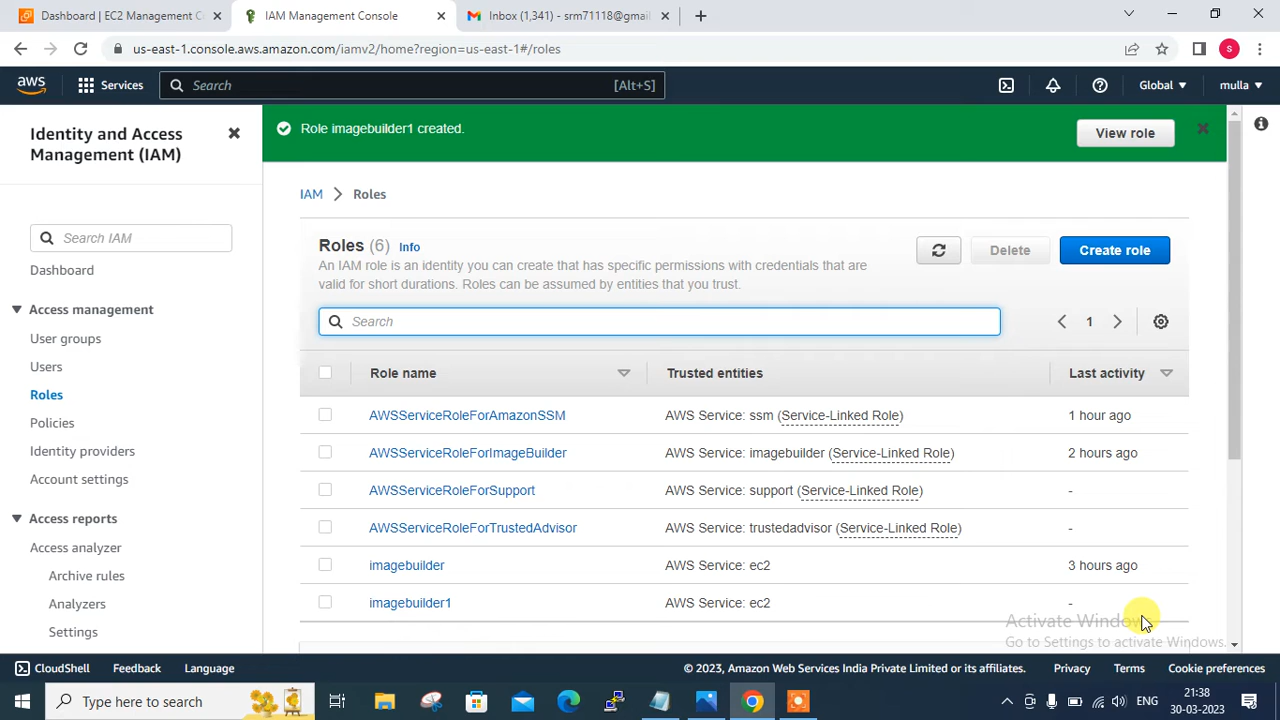 Dashboard | EC2 Management C
IAM Management Console
Inbox (1,341) - srm71118@gmail
us-east-1.console.aws.amazon.com/iamv2/home?region=us-east-1#/roles
S
aws
Services
Search
[Alt+S]
Global
mulla
Identity and Access
Management (IAM)
Search IAM
Dashboard
Access management
User groups
Users
Roles
Policies
Identity providers
Account settings
Access reports
Access analyzer
Archive rules
Analyzers
Settings
Role imagebuilder1 created.
View role
IAM
Roles
Roles (6) Info
Delete
Create role
An IAM role is an identity you can create that has specific permissions with credentials that are
valid for short durations. Roles can be assumed by entities that you trust.
Search
1
Role name
Trusted entities
Last activity
AWSServiceRoleForAmazonSSM
AWS Service: ssm (Service-Linked Role)
1 hour ago
AWSServiceRoleForImageBuilder
AWS Service: imagebuilder (Service-Linked Role)
2 hours ago
AWSServiceRoleForSupport
AWS Service: support (Service-Linked Role)
-
AWSServiceRoleForTrustedAdvisor
AWS Service: trustedadvisor (Service-Linked Role)
-
imagebuilder
AWS Service: ec2
3 hours ago
imagebuilder1
AWS Service: ec2
-
Activate Windows
Go to Settings to activate Windows.
CloudShell
Feedback
Language
© 2023, Amazon Web Services India Private Limited or its affiliates.
Privacy
Terms
Cookie preferences
Type here to search
ENG
21:38
30-03-2023